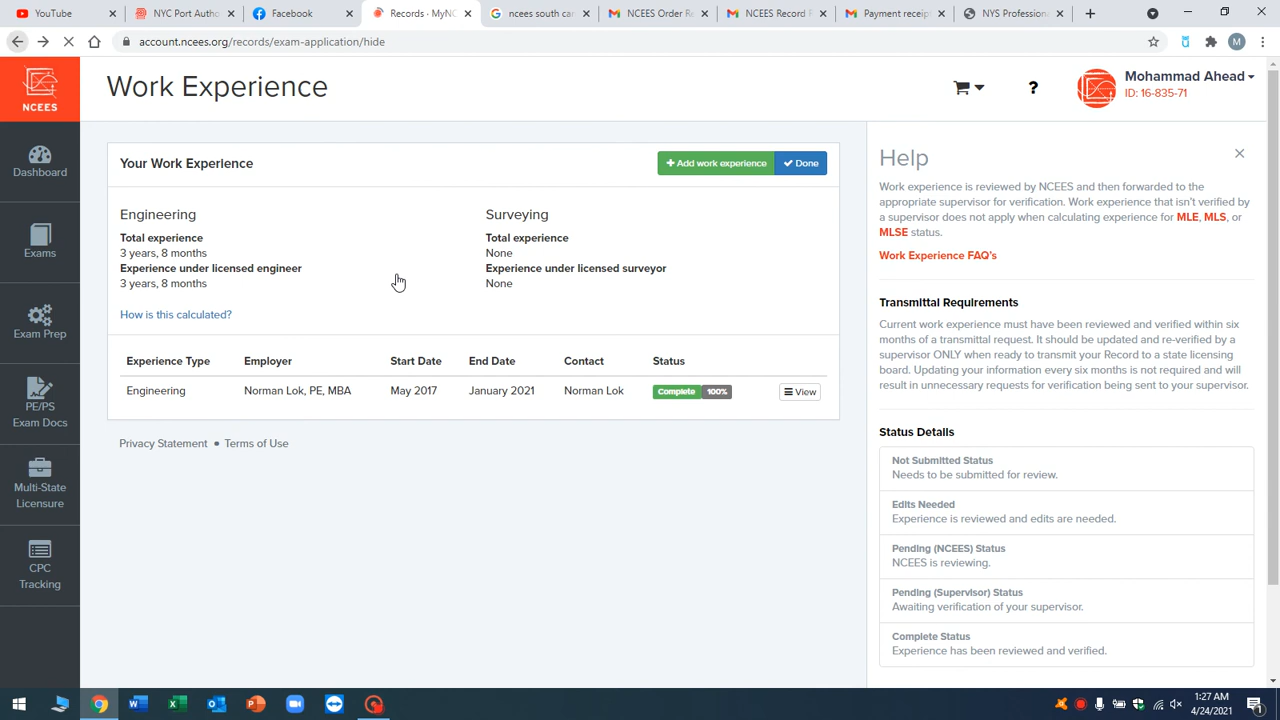 YouTube
NYC Port Autho
Facebook
Records - MyNC
ncees south car
NCEES Order Re
NCEES Record
Payment receip
NYS Profession
account.ncees.org/records/exam-application/hide
M
NCEES
Work Experience
?
Mohammad Ahead
ID: 16-835-71
Dashboard
Exams
Exam Prep
PE/PS
Exam Docs
Multi-State
Licensure
CPC
Tracking
Your Work Experience
Add work experience
Done
Engineering
Total experience
3 years, 8 months
Experience under licensed engineer
3 years, 8 months
Surveying
Total experience
None
Experience under licensed surveyor
None
How is this calculated?
Experience Type Employer Start Date End Date Contact Status
Engineering Norman Lok, PE, MBA May 2017 January 2021 Norman Lok Complete 100% View
Privacy Statement • Terms of Use
Help
Work experience is reviewed by NCEES and then forwarded to the
appropriate supervisor for verification. Work experience that isn't verified by
a supervisor does not apply when calculating experience for MLE, MLS, or
MLSE status.
Work Experience FAQ's
Transmittal Requirements
Current work experience must have been reviewed and verified within six
months of a transmittal request. It should be updated and re-verified by a
supervisor ONLY when ready to transmit your Record to a state licensing
board. Updating your information every six months is not required and will
result in unnecessary requests for verification being sent to your supervisor.
Status Details
Not Submitted Status
Needs to be submitted for review.
Edits Needed
Experience is reviewed and edits are needed.
Pending (NCEES) Status
NCEES is reviewing.
Pending (Supervisor) Status
Awaiting verification of your supervisor.
Complete Status
Experience has been reviewed and verified.
1:27 AM
4/24/2021